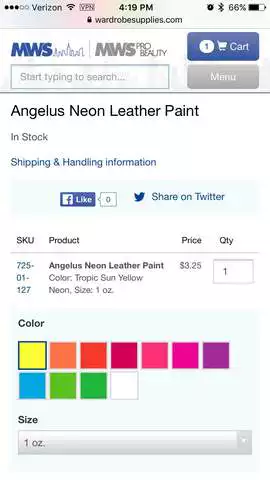 Verizon VPN 4:19 PM 66%
wardrobesupplies.com
MWS MWS PRO BEAUTY 1 Cart
Start typing to search... Menu
Angelus Neon Leather Paint
In Stock
Shipping & Handling information
Like 0 Share on Twitter
SKU Product Price Qty
725-01-127 Angelus Neon Leather Paint $3.25 1
Color: Tropic Sun Yellow
Neon, Size: 1 oz.
Color
Size
1 oz.